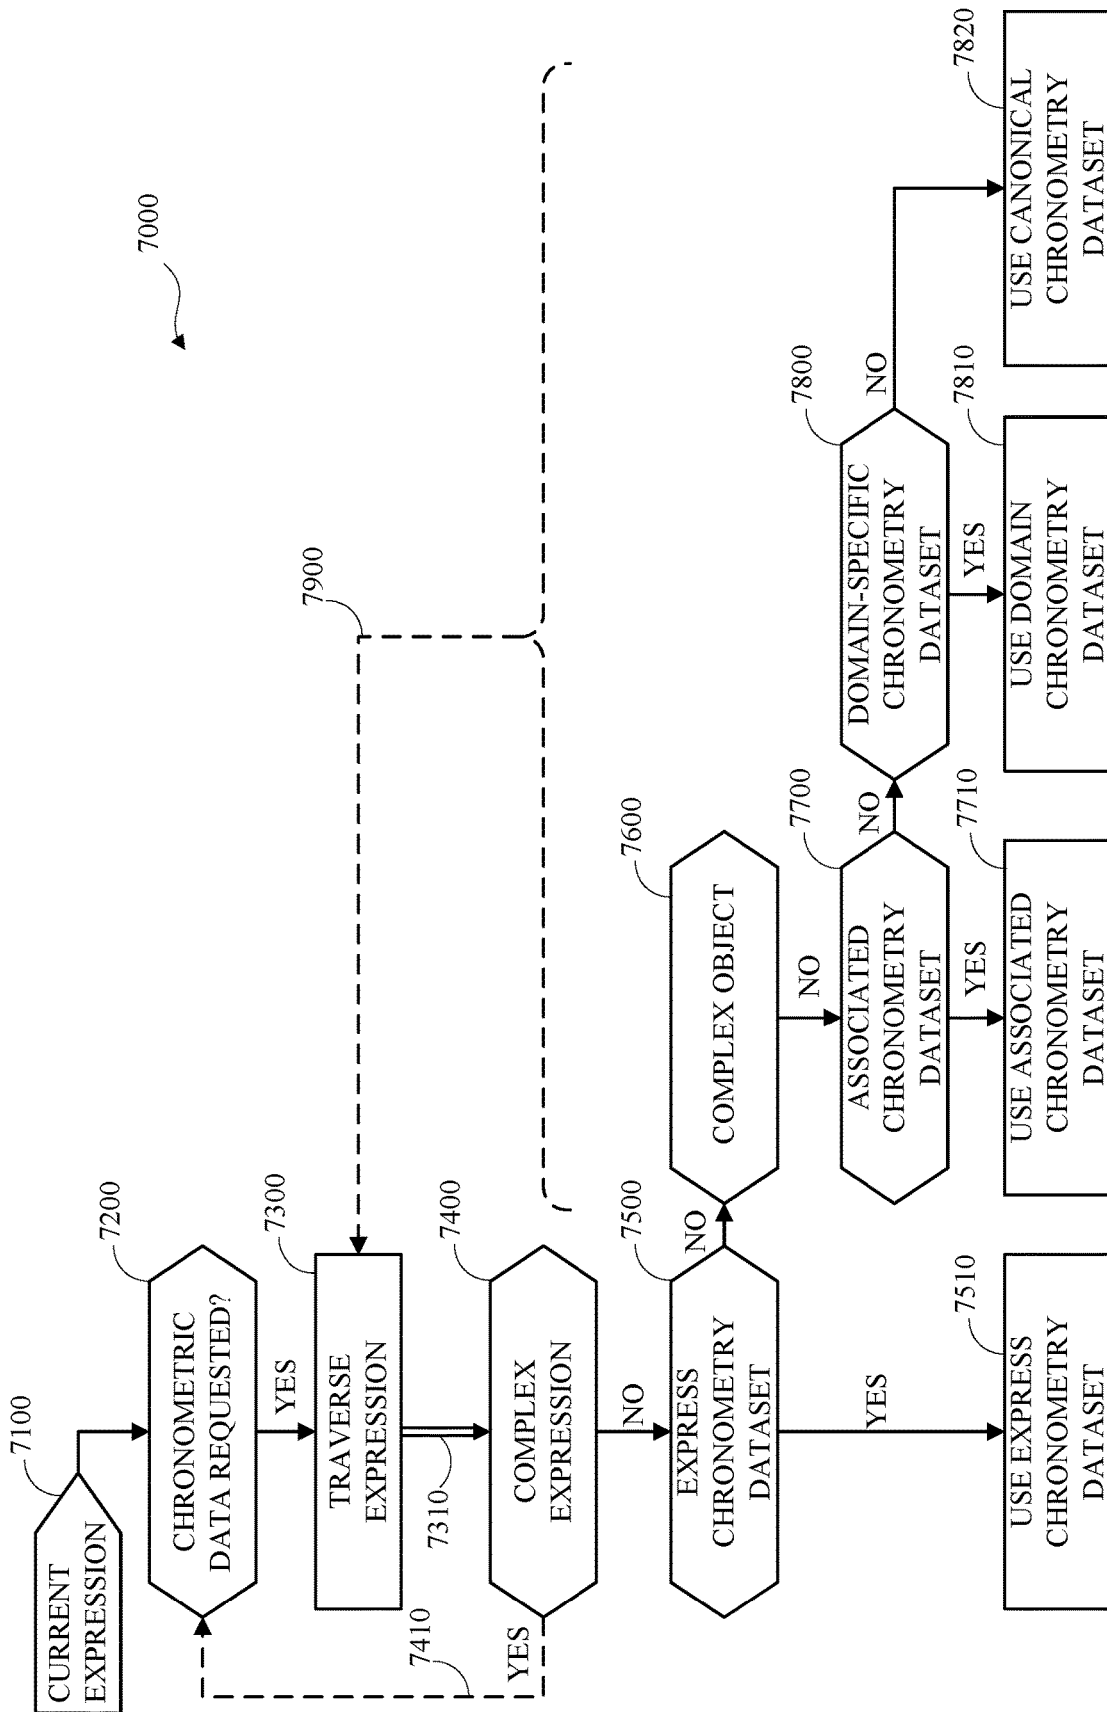 7000
7100
CURRENT
EXPRESSION
7200
CHRONOMETRIC
DATA REQUESTED?
YES
7300
TRAVERSE
EXPRESSION
7900
7310
7400
COMPLEX
EXPRESSION
YES
7410
NO
7500
EXPRESS
CHRONOMETRY
DATASET
NO
7600
COMPLEX OBJECT
NO
7700
ASSOCIATED
CHRONOMETRY
DATASET
NO
7800
DOMAIN-SPECIFIC
CHRONOMETRY
DATASET
NO
YES
7510
USE EXPRESS
CHRONOMETRY
DATASET
YES
7710
USE ASSOCIATED
CHRONOMETRY
DATASET
YES
7810
USE DOMAIN
CHRONOMETRY
DATASET
7820
USE CANONICAL
CHRONOMETRY
DATASET